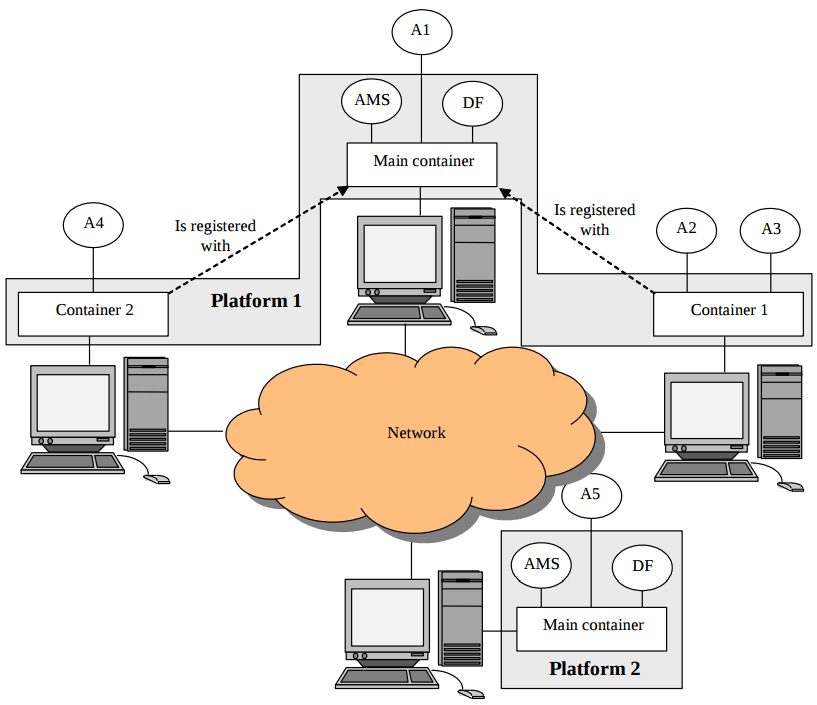 A1
AMS
DF
Main container
A4
Is registered
with
Is registered
with
A2
A3
Container 2
Platform 1
Container 1
Network
A5
AMS
DF
Main container
Platform 2